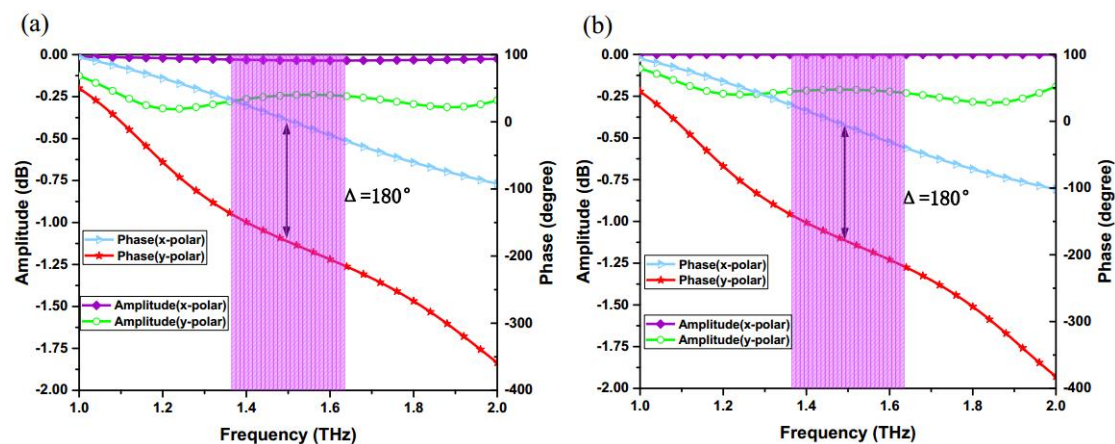 (a)
0.00
-0.25
-0.50
-0.75
-1.00
-1.25
-1.50
-1.75
-2.00
Amplitude (dB)
100
0
-100
-200
-300
-400
Phase (degree)
Δ =180°
Phase(x-polar)
Phase(y-polar)
Amplitude(x-polar)
Amplitude(y-polar)
1.0 1.2 1.4 1.6 1.8 2.0
Frequency (THz)
(b)
0.00
-0.25
-0.50
-0.75
-1.00
-1.25
-1.50
-1.75
-2.00
Amplitude (dB)
100
0
-100
-200
-300
-400
Phase (degree)
Δ =180°
Phase(x-polar)
Phase(y-polar)
Amplitude(x-polar)
Amplitude(y-polar)
1.0 1.2 1.4 1.6 1.8 2.0
Frequency (THz)